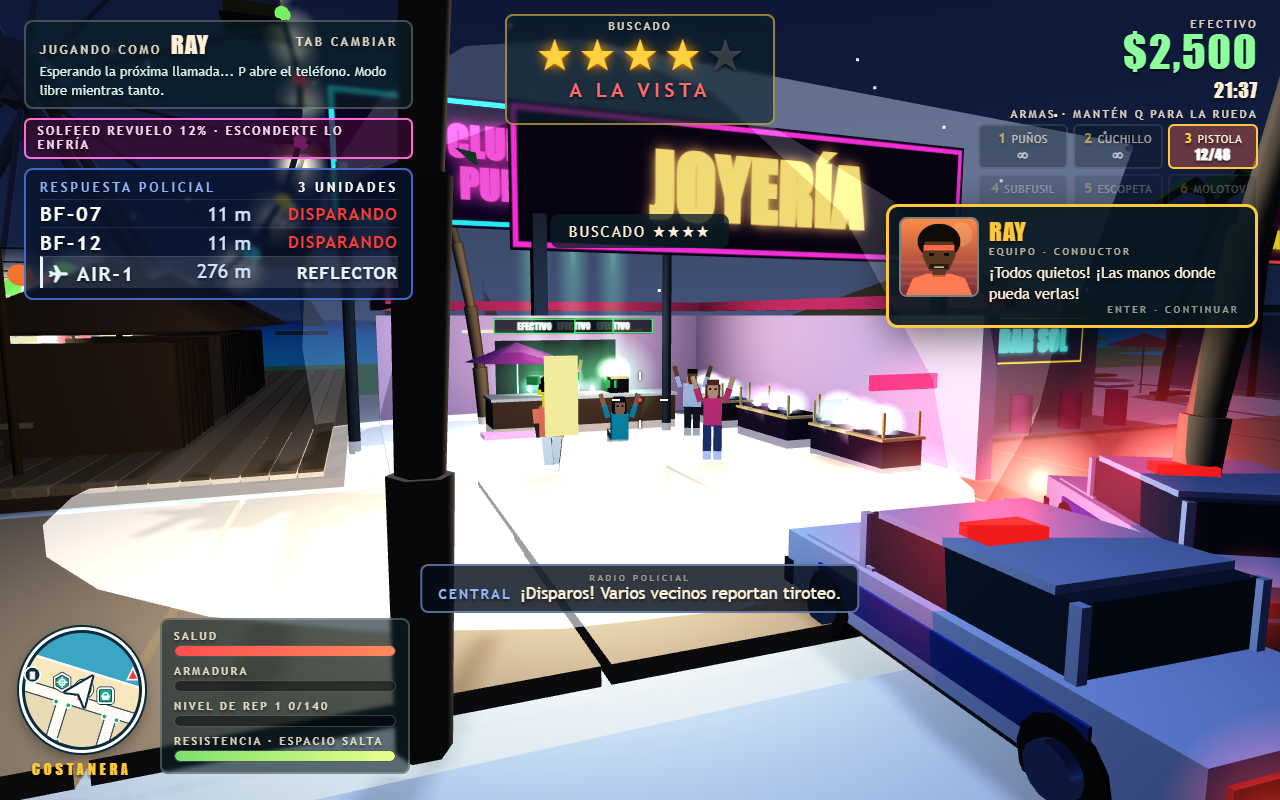 JUGANDO COMO RAY TAB CAMBIAR
Esperando la próxima llamada... P abre el teléfono. Modo
libre mientras tanto.
SOLFEED REVUELO 12% · ESCONDERTE LO
ENFRÍA
RESPUESTA POLICIAL 3 UNIDADES
BF-07 11 m DISPARANDO
BF-12 11 m DISPARANDO
AIR-1 276 m REFLECTOR
BUSCADO
A LA VISTA
EFECTIVO
$2,500
21:37
ARMAS · MANTÉN Q PARA LA RUEDA
1 PUÑOS
∞
2 CUCHILLO
∞
3 PISTOLA
12/48
4 SUBFUSIL
5 ESCOPETA
6 MOLOTOV
JOYERÍA
BUSCADO ★★★★
RAY
EQUIPO · CONDUCTOR
¡Todos quietos! ¡Las manos donde
pueda verlas!
ENTER · CONTINUAR
EFECTIVO
BAR SOL
RADIO POLICIAL
CENTRAL ¡Disparos! Varios vecinos reportan tiroteo.
SALUD
ARMADURA
NIVEL DE REP 1 0/140
RESISTENCIA · ESPACIO SALTA
COSTANERA